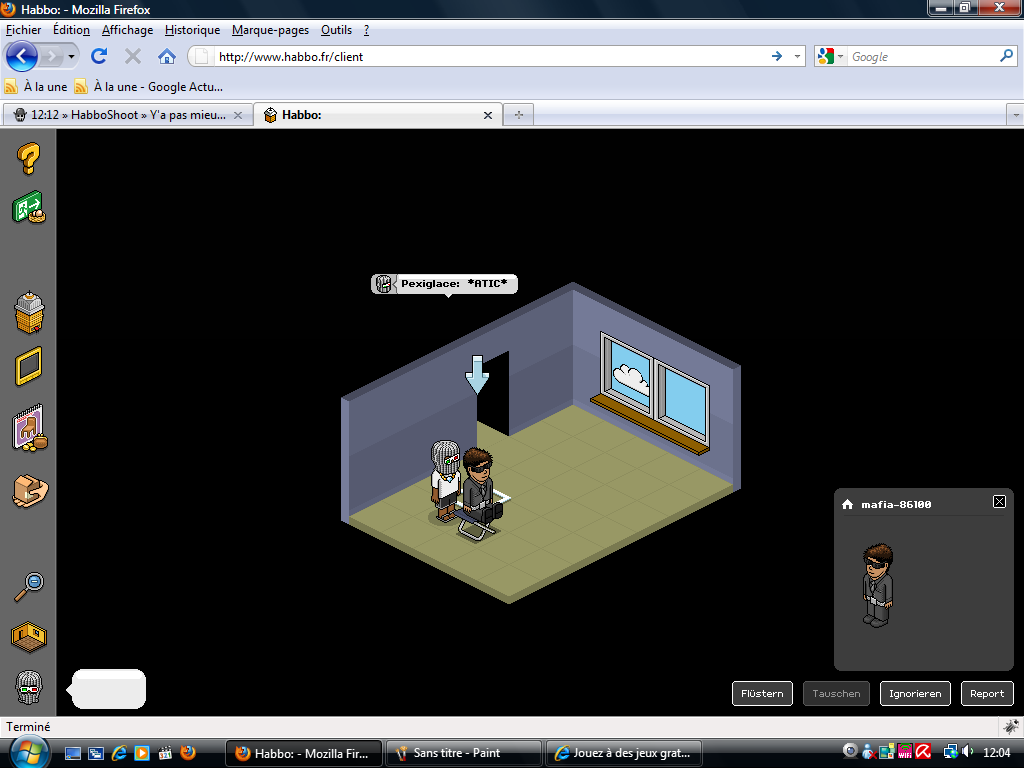 Habbo: - Mozilla Firefox
Fichier Édition Affichage Historique Marque-pages Outils ?
http://www.habbo.fr/client
Google
À la une À la une - Google Actu...
12:12 » HabboShoot » Y'a pas mieu... Habbo:
Pexiglace: *ATIC*
mafia-86100
Flüstern Tauschen Ignorieren Report
Terminé
Habbo: - Mozilla Fir... Sans titre - Paint Jouez à des jeux grat... WiFi 12:04